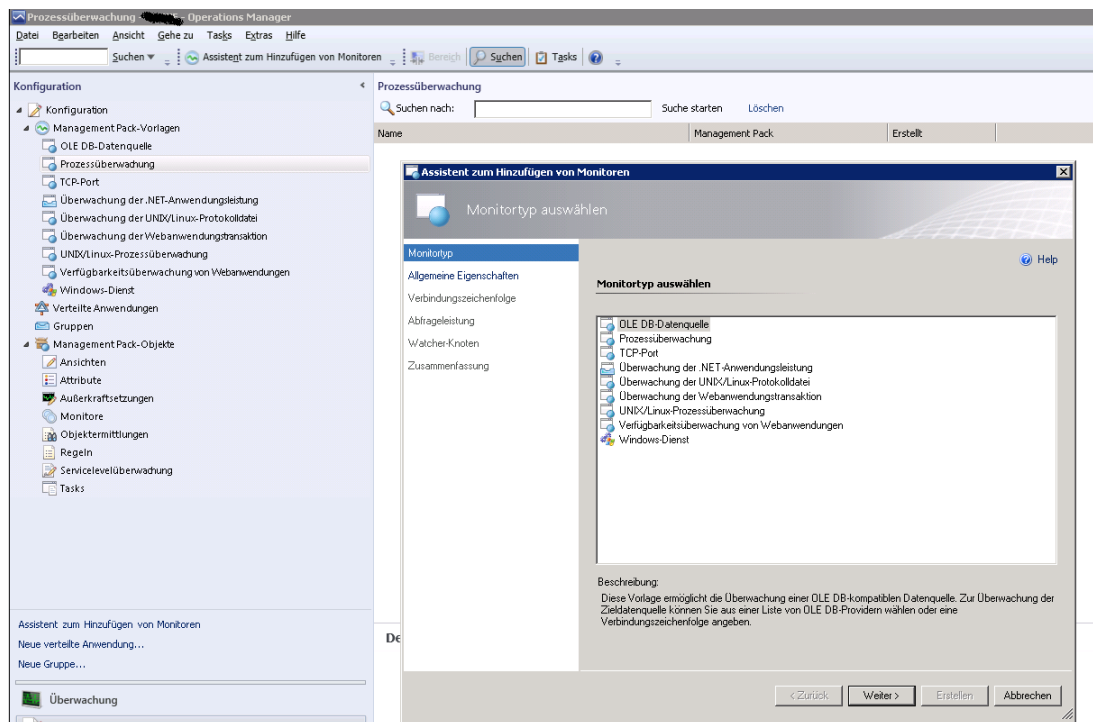 Prozessüberwachung - - Operations Manager
Datei Bearbeiten Ansicht Gehe zu Tasks Extras Hilfe
Suchen Assistent zum Hinzufügen von Monitoren Bereich Suchen Tasks
Konfiguration
Konfiguration
Management Pack-Vorlagen
OLE DB-Datenquelle
Prozessüberwachung
TCP-Port
Überwachung der .NET-Anwendungsleistung
Überwachung der UNIX/Linux-Protokolldatei
Überwachung der Webanwendungstransaktion
UNIX/Linux-Prozessüberwachung
Verfügbarkeitsüberwachung von Webanwendungen
Windows-Dienst
Verteilte Anwendungen
Gruppen
Management Pack-Objekte
Ansichten
Attribute
Außerkraftsetzungen
Monitore
Objektermittlungen
Regeln
Servicelevelüberwachung
Tasks
Assistent zum Hinzufügen von Monitoren
Neue verteilte Anwendung...
Neue Gruppe...
Überwachung
Prozessüberwachung
Suchen nach: Suche starten Löschen
Name Management Pack Erstellt
De
Assistent zum Hinzufügen von Monitoren
Monitortyp auswählen
Monitortyp
Allgemeine Eigenschaften
Verbindungszeichenfolge
Abfrageleistung
Watcher-Knoten
Zusammenfassung
Help
Monitortyp auswählen
OLE DB-Datenquelle
Prozessüberwachung
TCP-Port
Überwachung der .NET-Anwendungsleistung
Überwachung der UNIX/Linux-Protokolldatei
Überwachung der Webanwendungstransaktion
UNIX/Linux-Prozessüberwachung
Verfügbarkeitsüberwachung von Webanwendungen
Windows-Dienst
Beschreibung:
Diese Vorlage ermöglicht die Überwachung einer OLE DB-kompatiblen Datenquelle. Zur Überwachung der
Zieldatenquelle können Sie aus einer Liste von OLE DB-Providern wählen oder eine
Verbindungszeichenfolge angeben.
< Zurück Weiter > Erstellen Abbrechen